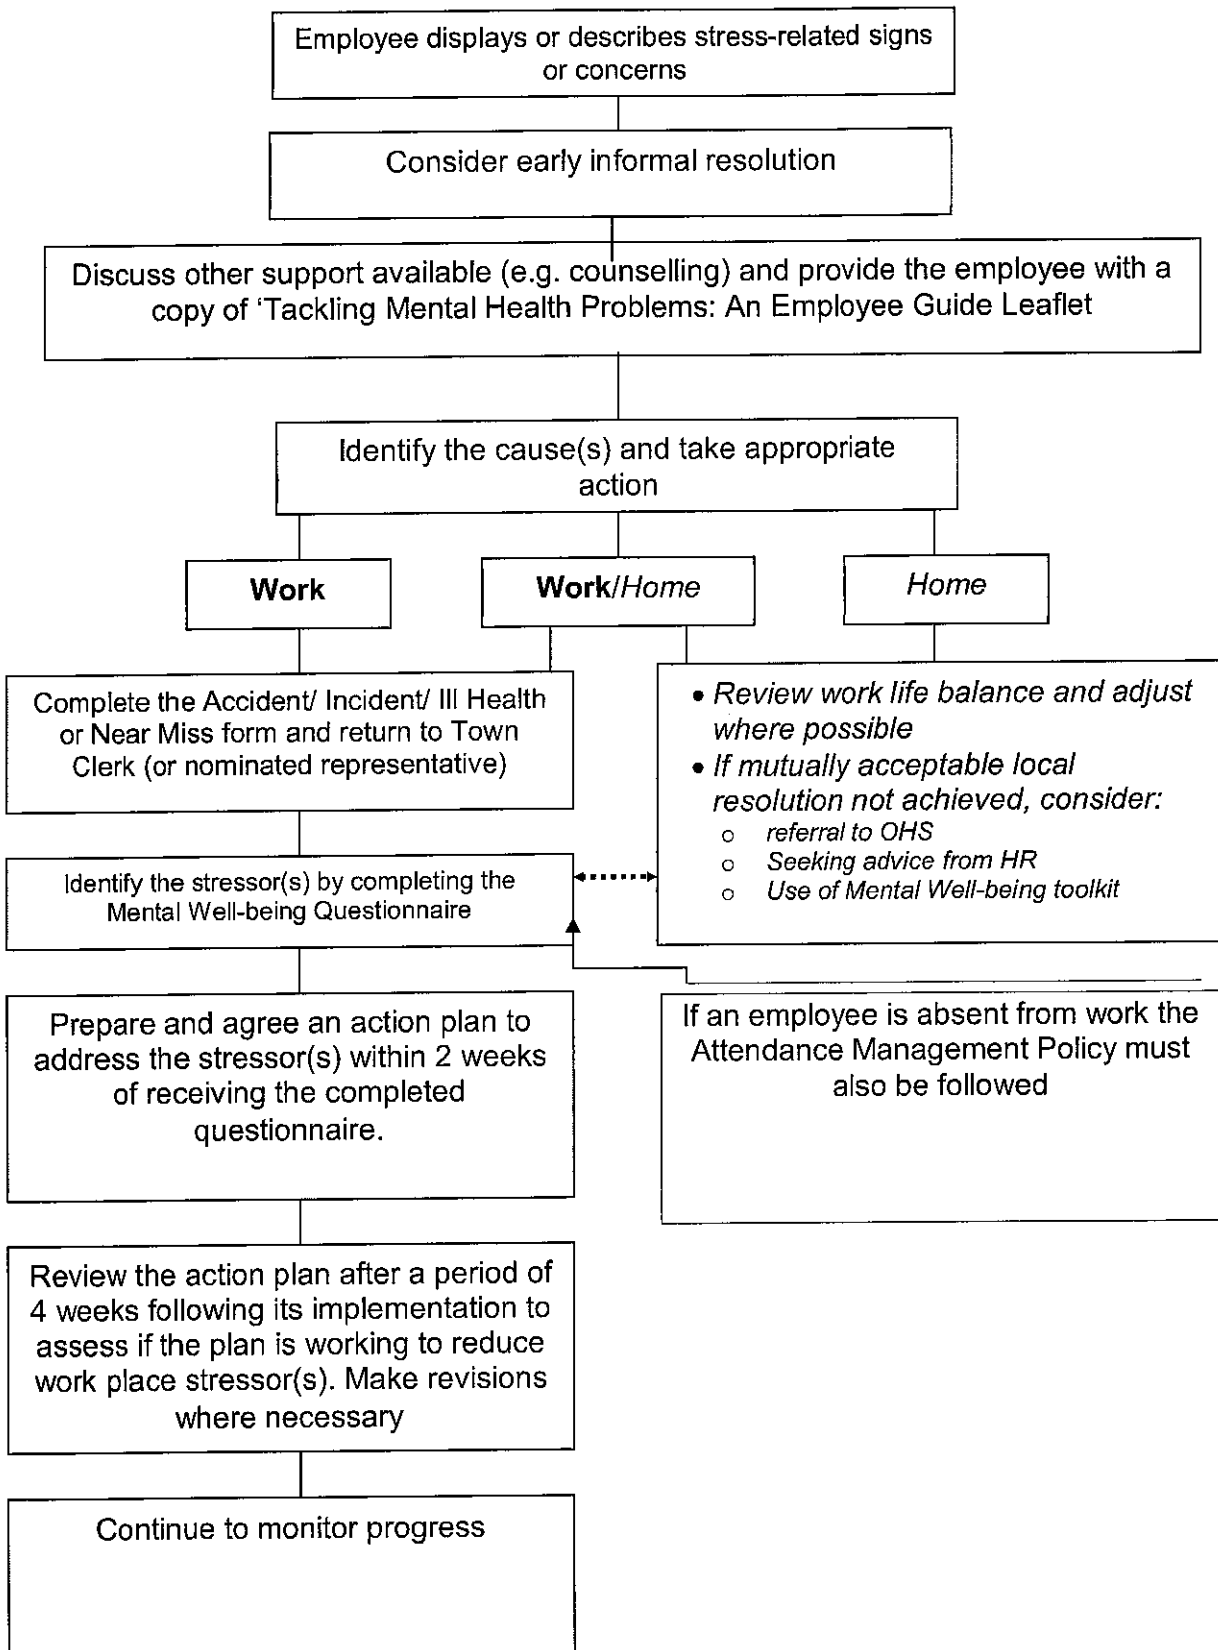 Employee displays or describes stress-related signs
or concerns
Consider early informal resolution
Discuss other support available (e.g. counselling) and provide the employee with a
copy of ‘Tackling Mental Health Problems: An Employee Guide Leaflet
Identify the cause(s) and take appropriate
action
Work
Work/Home
Home
Complete the Accident/ Incident/ Ill Health
or Near Miss form and return to Town
Clerk (or nominated representative)
• Review work life balance and adjust
where possible
• If mutually acceptable local
resolution not achieved, consider:
o referral to OHS
o Seeking advice from HR
o Use of Mental Well-being toolkit
Identify the stressor(s) by completing the
Mental Well-being Questionnaire
Prepare and agree an action plan to
address the stressor(s) within 2 weeks
of receiving the completed
questionnaire.
If an employee is absent from work the
Attendance Management Policy must
also be followed
Review the action plan after a period of
4 weeks following its implementation to
assess if the plan is working to reduce
work place stressor(s). Make revisions
where necessary
Continue to monitor progress